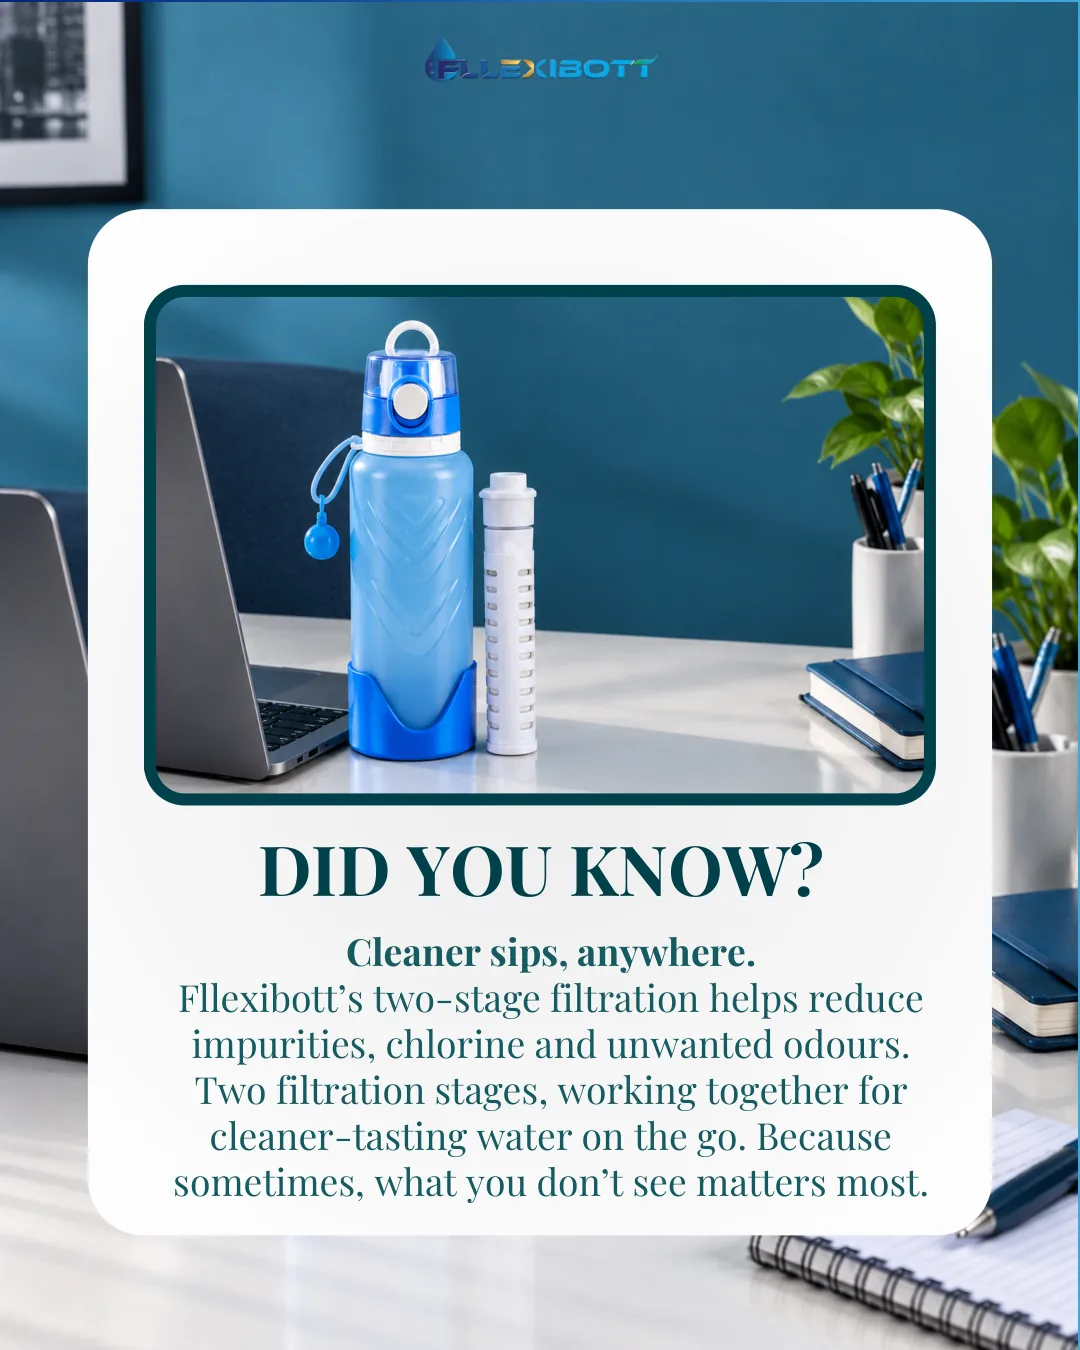 FLLEXIBOTT
DID YOU KNOW?
Cleaner sips, anywhere.
Fllexibott’s two-stage filtration helps reduce
impurities, chlorine and unwanted odours.
Two filtration stages, working together for
cleaner-tasting water on the go. Because
sometimes, what you don’t see matters most.